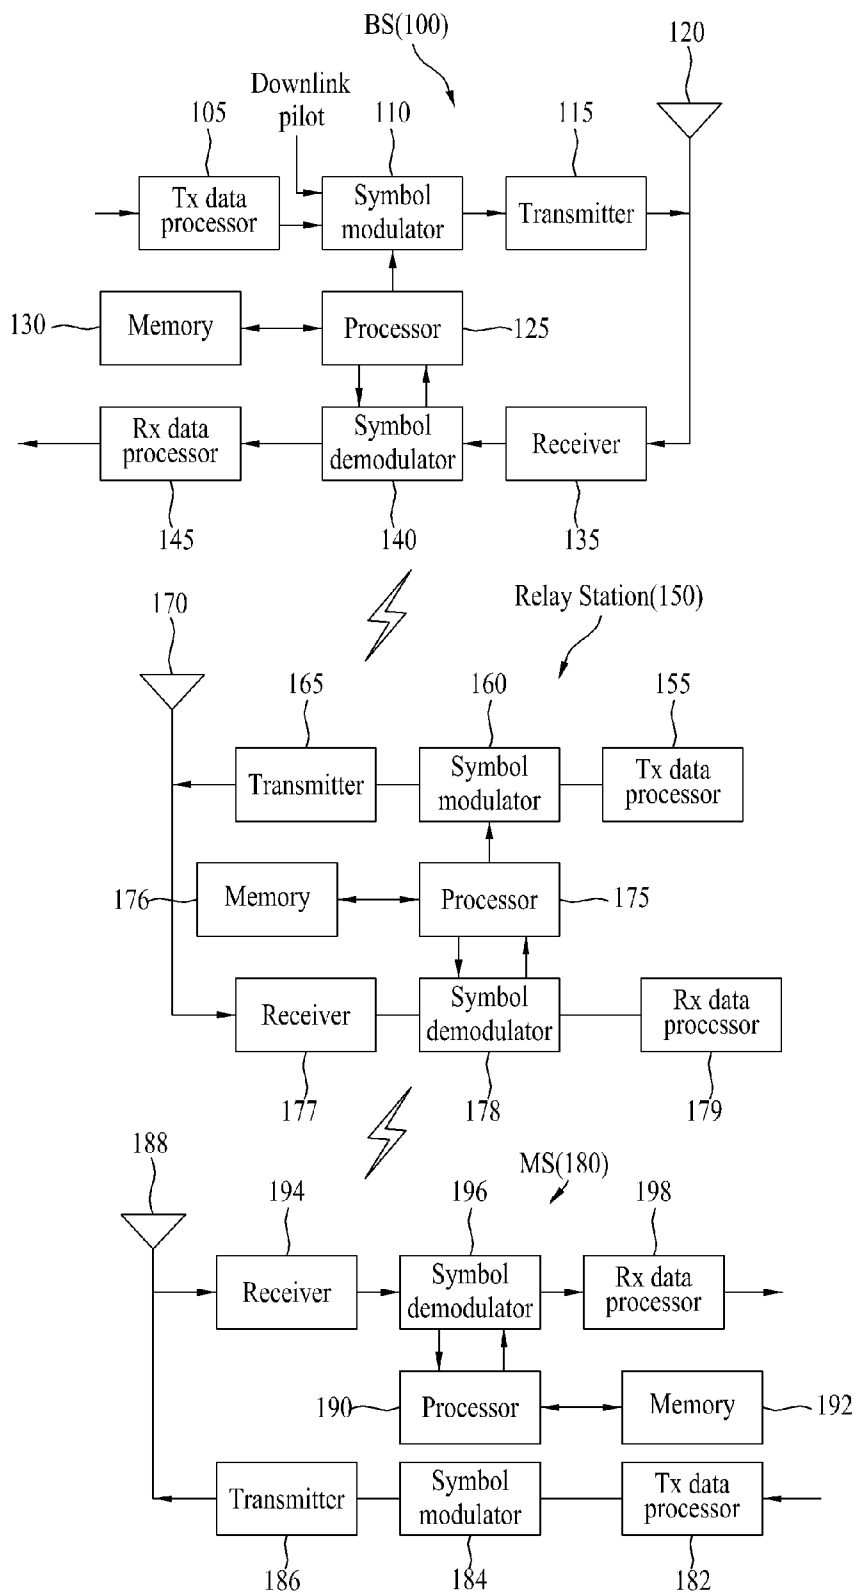 BS(100)
120
Downlink
pilot
105
110
115
Tx data
processor
Symbol
modulator
Transmitter
130
Memory
Processor
125
Rx data
processor
Symbol
demodulator
Receiver
145
140
135
170
Relay Station(150)
165
160
155
Transmitter
Symbol
modulator
Tx data
processor
176
Memory
Processor
175
Receiver
Symbol
demodulator
Rx data
processor
177
178
179
188
MS(180)
194
196
198
Receiver
Symbol
demodulator
Rx data
processor
190
Processor
Memory
192
Transmitter
Symbol
modulator
Tx data
processor
186
184
182